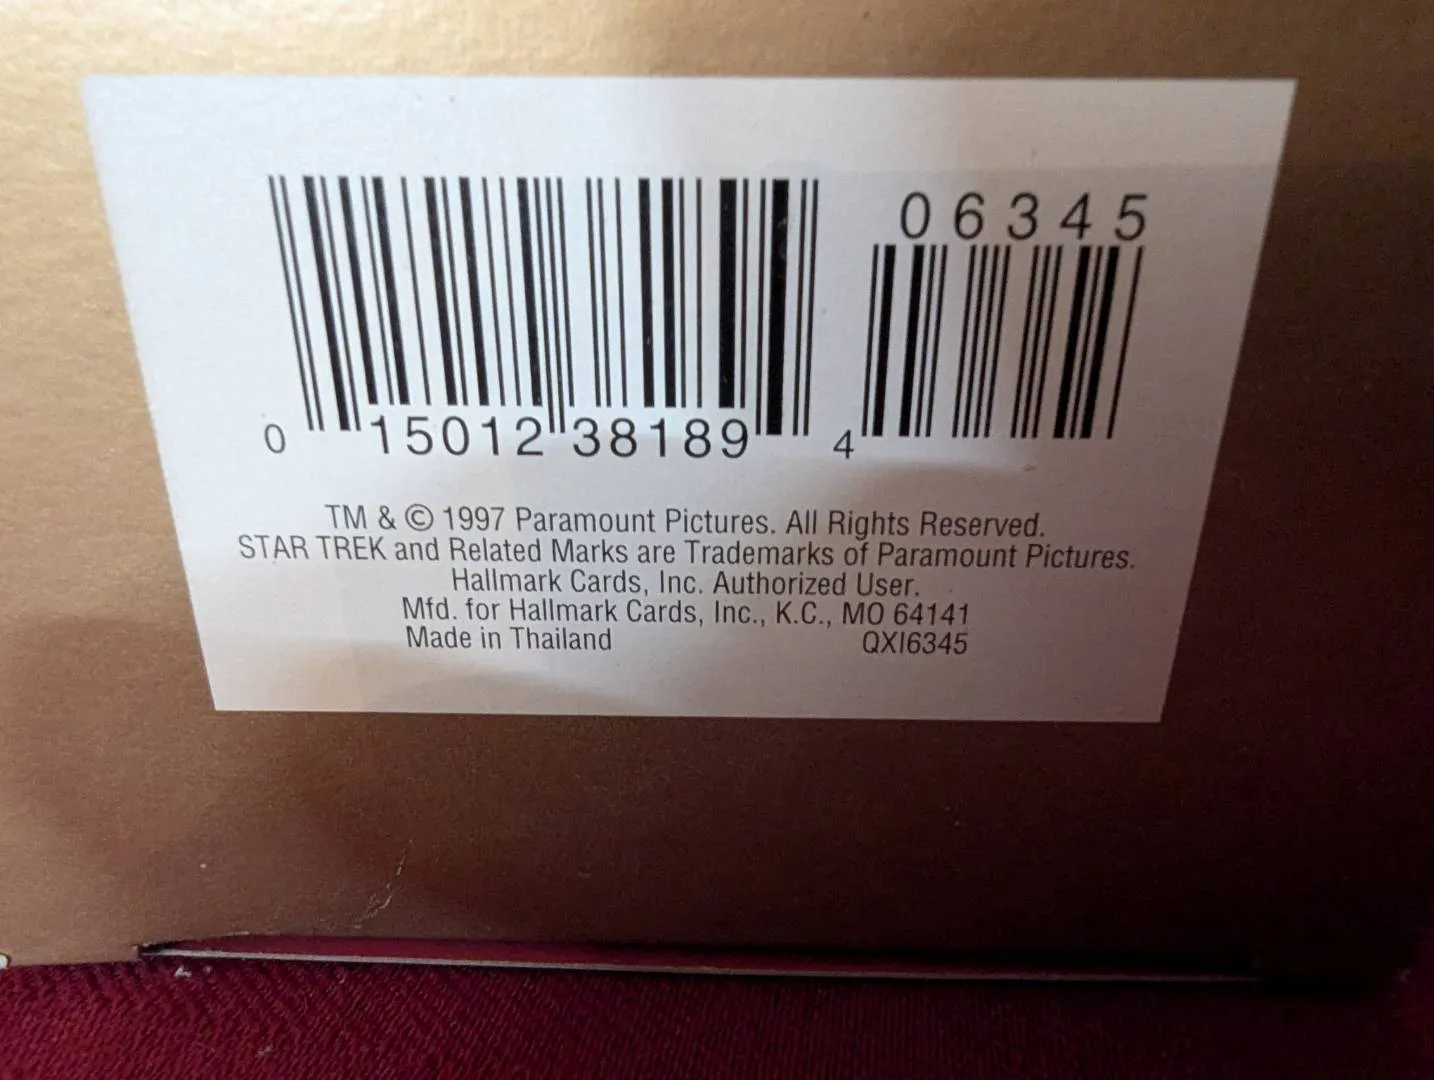 06345
0 15012 38189 4
TM & © 1997 Paramount Pictures. All Rights Reserved.
STAR TREK and Related Marks are Trademarks of Paramount Pictures.
Hallmark Cards, Inc. Authorized User.
Mfd. for Hallmark Cards, Inc., K.C., MO 64141
Made in Thailand QXI6345